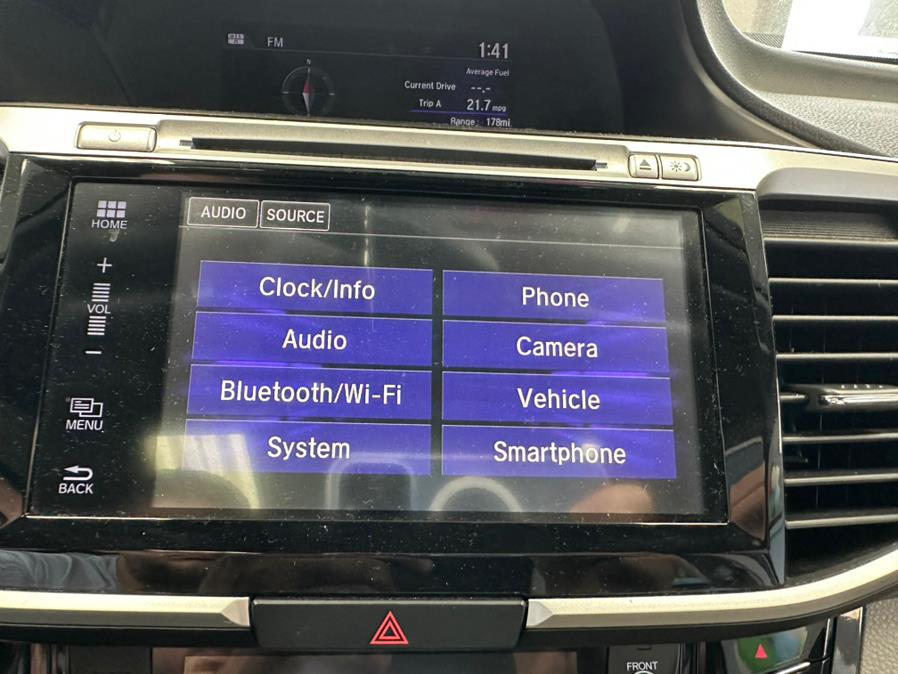 FM
1:41
N
Average Fuel
Current Drive --.-
Trip A 21.7 mpg
Range: 178mi
HOME
AUDIO SOURCE
+
VOL
−
MENU
BACK
Clock/Info Phone
Audio Camera
Bluetooth/Wi-Fi Vehicle
System Smartphone
FRONT